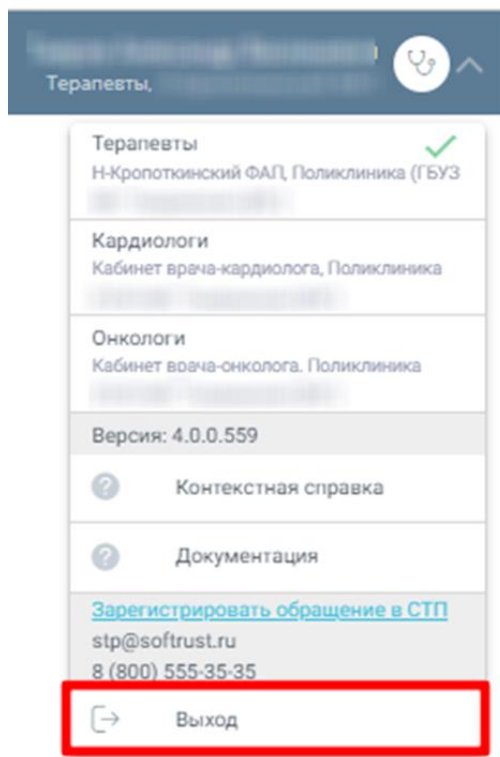 Терапевты,
Терапевты
Н-Кропоткинский ФАП, Поликлиника (ГБУЗ
Кардиологи
Кабинет врача-кардиолога, Поликлиника
Онкологи
Кабинет врача-онколога. Поликлиника
Версия: 4.0.0.559
Контекстная справка
Документация
Зарегистрировать обращение в СТП
stp@softrust.ru
8 (800) 555-35-35
Выход